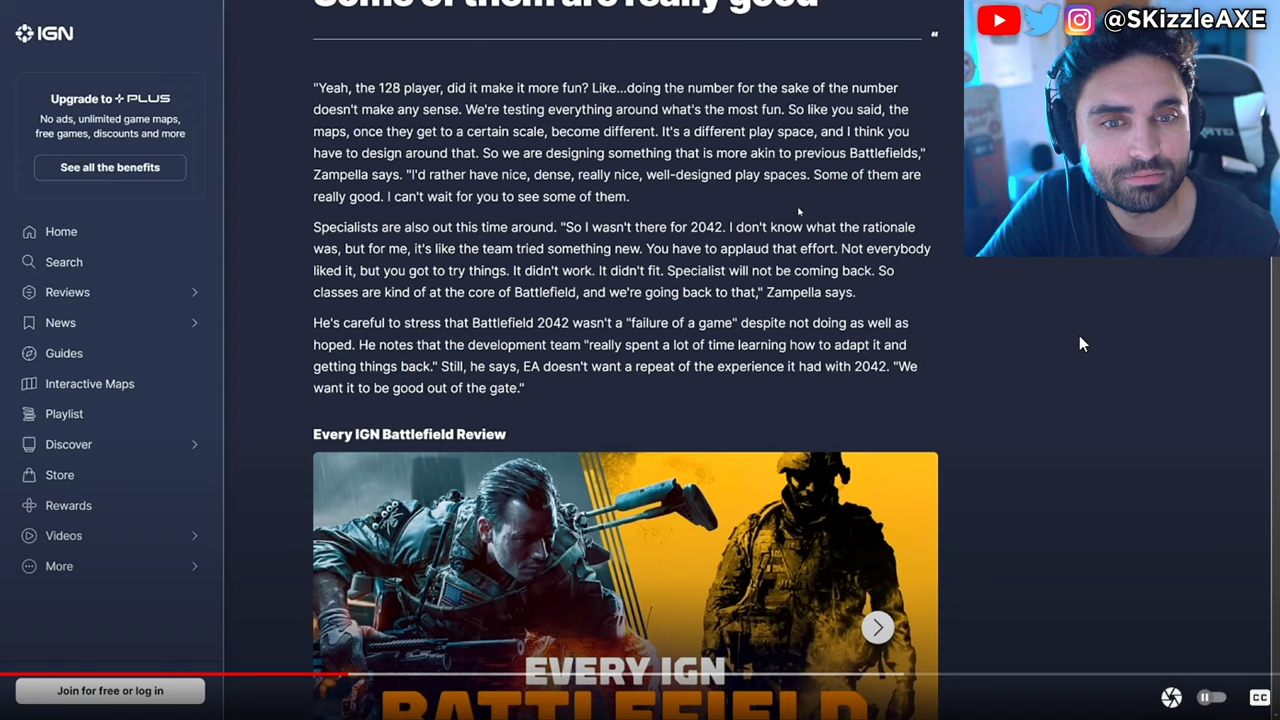 IGN
Upgrade to PLUS
No ads, unlimited game maps,
free games, discounts and more
See all the benefits
Home
Search
Reviews
News
Guides
Interactive Maps
Playlist
Discover
Store
Rewards
Videos
More
Join for free or log in
Some of them are really good
“
"Yeah, the 128 player, did it make it more fun? Like...doing the number for the sake of the number
doesn't make any sense. We're testing everything around what's the most fun. So like you said, the
maps, once they get to a certain scale, become different. It's a different play space, and I think you
have to design around that. So we are designing something that is more akin to previous Battlefields,"
Zampella says. "I'd rather have nice, dense, really nice, well-designed play spaces. Some of them are
really good. I can't wait for you to see some of them.
Specialists are also out this time around. "So I wasn't there for 2042. I don't know what the rationale
was, but for me, it's like the team tried something new. You have to applaud that effort. Not everybody
liked it, but you got to try things. It didn't work. It didn't fit. Specialist will not be coming back. So
classes are kind of at the core of Battlefield, and we're going back to that," Zampella says.
He's careful to stress that Battlefield 2042 wasn't a "failure of a game" despite not doing as well as
hoped. He notes that the development team "really spent a lot of time learning how to adapt it and
getting things back." Still, he says, EA doesn't want a repeat of the experience it had with 2042. "We
want it to be good out of the gate."
Every IGN Battlefield Review
EVERY IGN
BATTLEFIELD
@SKizzleAXE
CC